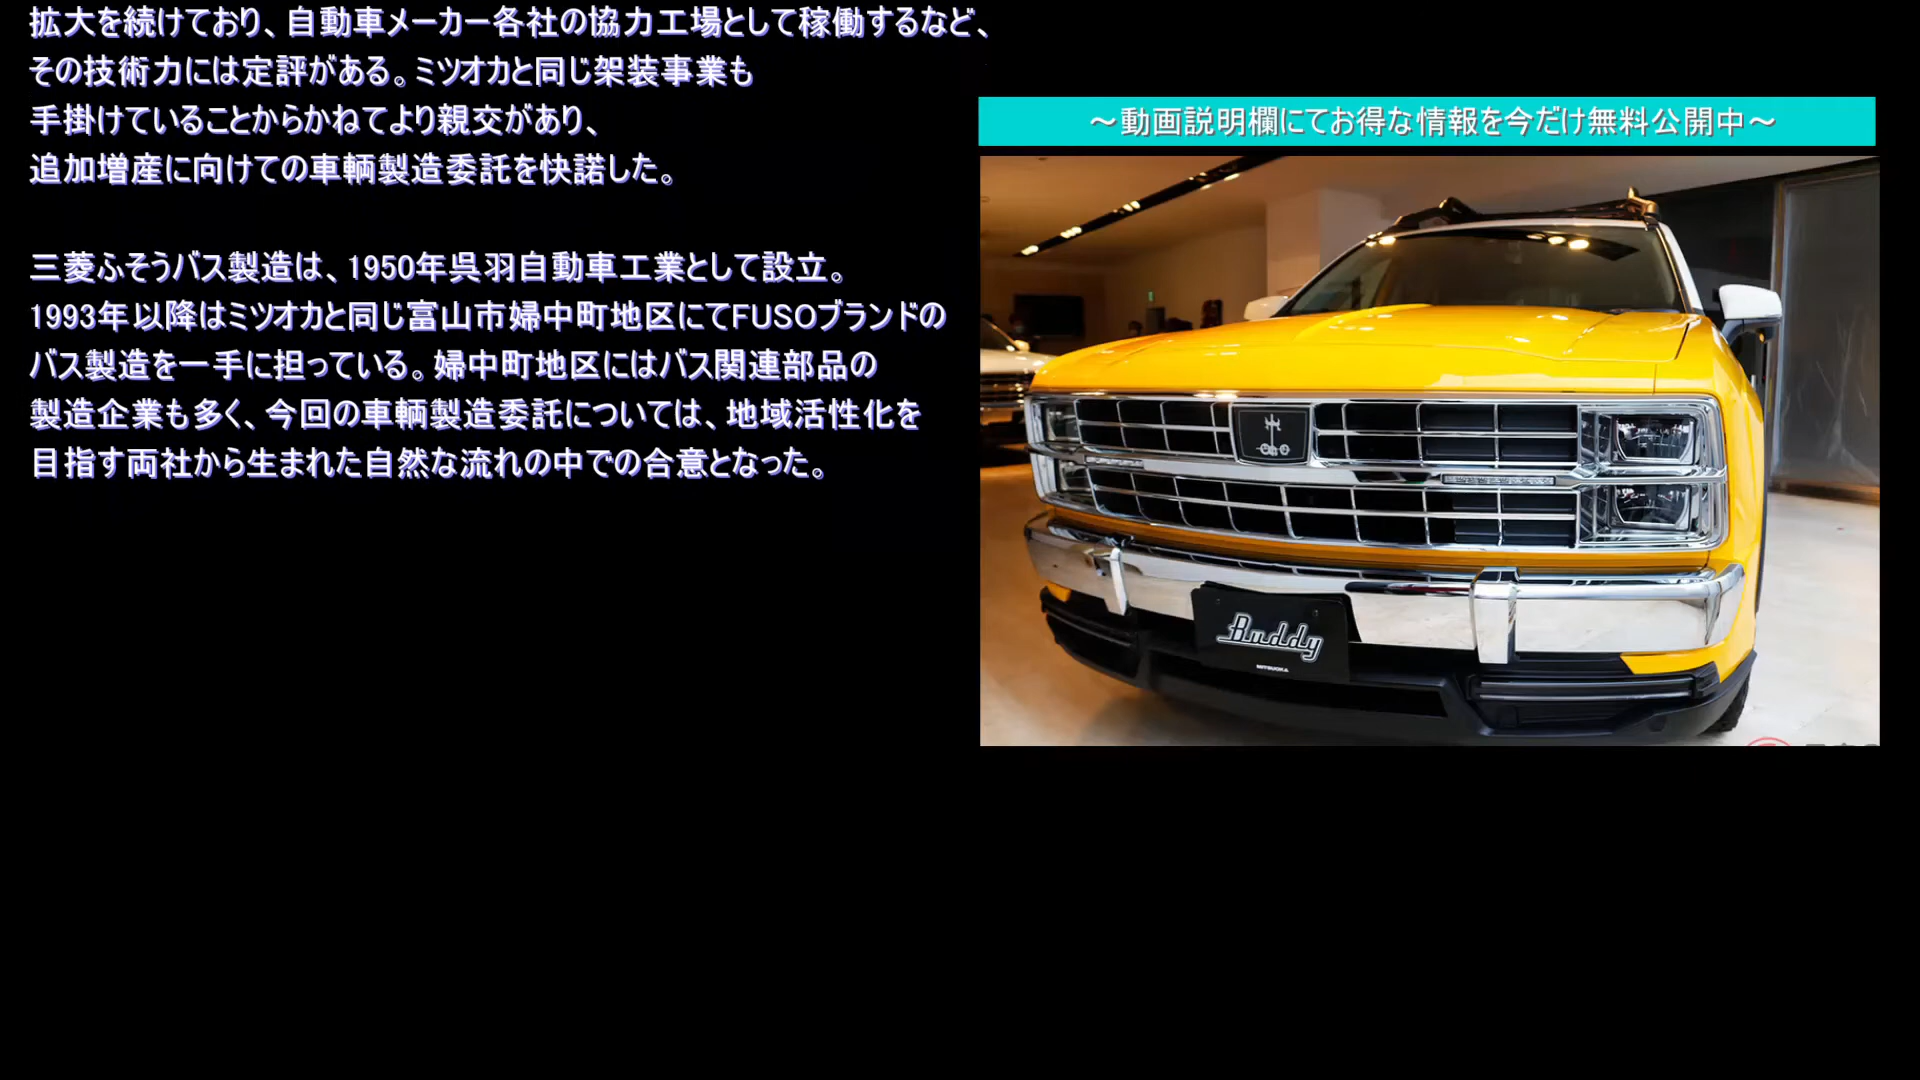 拡大を続けており、自動車メーカー各社の協力工場として稼働するなど、
その技術力には定評がある。ミツオカと同じ架装事業も
手掛けていることからかねてより親交があり、
追加増産に向けての車輌製造委託を快諾した。
三菱ふそうバス製造は、1950年呉羽自動車工業として設立。
1993年以降はミツオカと同じ富山市婦中町地区にてFUSOブランドの
バス製造を一手に担っている。婦中町地区にはバス関連部品の
製造企業も多く、今回の車輌製造委託については、地域活性化を
目指す両社から生まれた自然な流れの中での合意となった。
～動画説明欄にてお得な情報を今だけ無料公開中～
Buddy
MITSUOKA